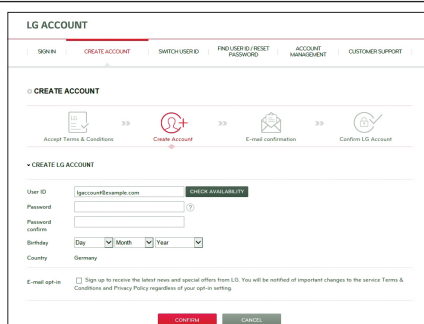 LG ACCOUNT
SIGN IN CREATE ACCOUNT SWITCH USER ID FIND USER ID / RESET PASSWORD ACCOUNT MANAGEMENT CUSTOMER SUPPORT
CREATE ACCOUNT
LG
>> >> >>
Accept Terms & Conditions Create Account E-mail confirmation Confirm LG Account
CREATE LG ACCOUNT
User ID lgaccount@example.com CHECK AVAILABILITY
Password ?
Password confirm
Birthday Day Month Year
Country Germany
E-mail opt-in Sign up to receive the latest news and special offers from LG. You will be notified of important changes to the service Terms &
Conditions and Privacy Policy regardless of your opt-in setting.
CONFIRM CANCEL